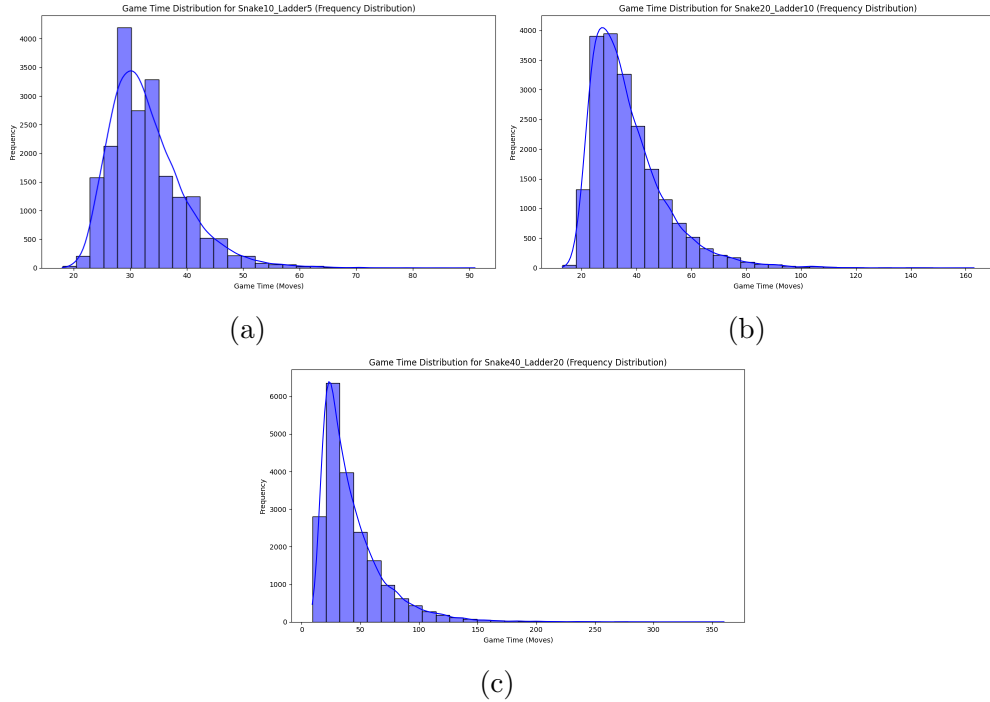 Game Time Distribution for Snake10_Ladder5 (Frequency Distribution)
4000
3500
3000
2500
2000
1500
1000
500
0
Frequency
20 30 40 50 60 70 80 90
Game Time (Moves)
(a)
Game Time Distribution for Snake20_Ladder10 (Frequency Distribution)
4000
3500
3000
2500
2000
1500
1000
500
0
Frequency
20 40 60 80 100 120 140 160
Game Time (Moves)
(b)
Game Time Distribution for Snake40_Ladder20 (Frequency Distribution)
6000
5000
4000
3000
2000
1000
0
Frequency
0 50 100 150 200 250 300 350
Game Time (Moves)
(c)